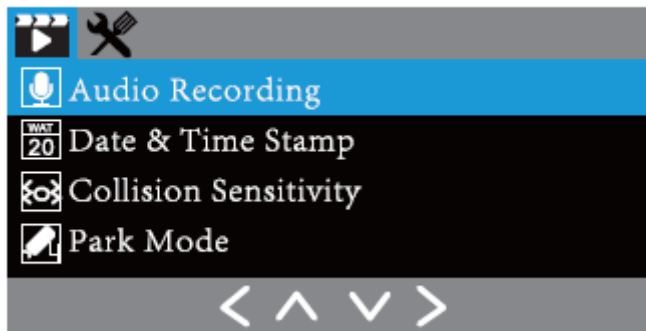 Audio Recording
WAT
20
Date & Time Stamp
Collision Sensitivity
Park Mode